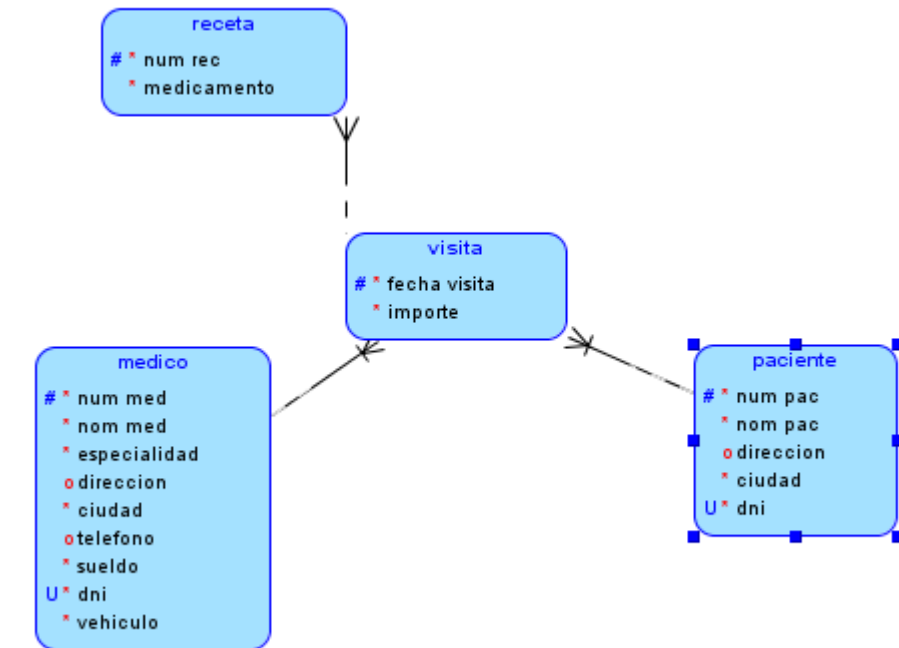 receta
# * num rec
* medicamento
visita
# * fecha visita
* importe
medico
# * num med
* nom med
* especialidad
o direccion
* ciudad
o telefono
* sueldo
U * dni
* vehiculo
paciente
# * num pac
* nom pac
o direccion
* ciudad
U * dni